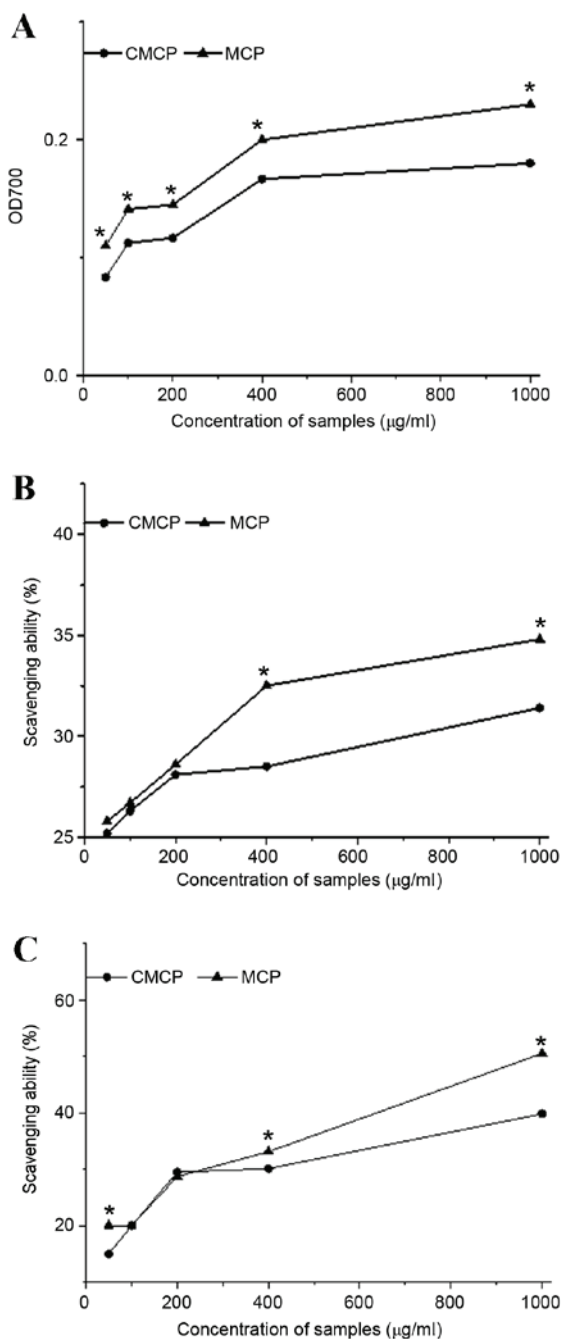 A
CMCP MCP
*
*
*
*
*
0.2
OD700
0.0
0 200 400 600 800 1000
Concentration of samples (μg/ml)
B
CMCP MCP
40
*
35
*
Scavenging ability (%)
30
25
0 200 400 600 800 1000
Concentration of samples (μg/ml)
C
CMCP MCP
60
*
Scavenging ability (%)
40
*
*
20
0 200 400 600 800 1000
Concentration of samples (μg/ml)